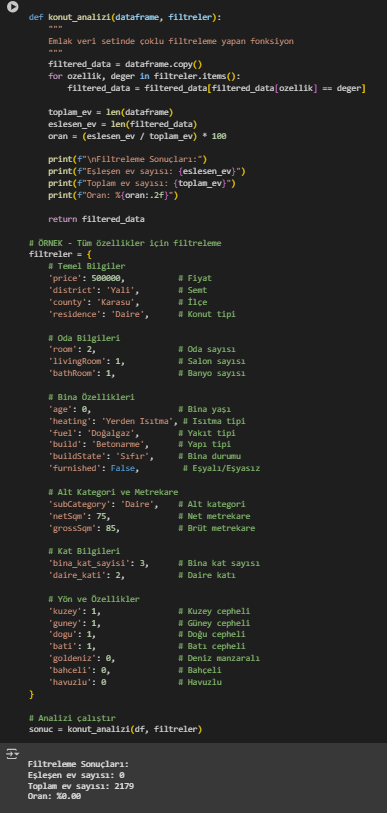 def konut_analizi(dataframe, filtreler):
    """
    Emlak veri setinde çoklu filtreleme yapan fonksiyon
    """
    filtered_data = dataframe.copy()
    for ozellik, deger in filtreler.items():
        filtered_data = filtered_data[filtered_data[ozellik] == deger]

    toplam_ev = len(dataframe)
    eslesen_ev = len(filtered_data)
    oran = (eslesen_ev / toplam_ev) * 100

    print(f"\nFiltreleme Sonuçları:")
    print(f"Eşleşen ev sayısı: {eslesen_ev}")
    print(f"Toplam ev sayısı: {toplam_ev}")
    print(f"Oran: %{oran:.2f}")

    return filtered_data

# ÖRNEK - Tüm özellikler için filtreleme
filtreler = {
    # Temel Bilgiler
    'price': 500000,          # Fiyat
    'district': 'Yali',       # Semt
    'county': 'Karasu',       # İlçe
    'residence': 'Daire',     # Konut tipi

    # Oda Bilgileri
    'room': 2,                # Oda sayısı
    'livingRoom': 1,          # Salon sayısı
    'bathRoom': 1,            # Banyo sayısı

    # Bina Özellikleri
    'age': 0,                 # Bina yaşı
    'heating': 'Yerden Isıtma', # Isıtma tipi
    'fuel': 'Doğalgaz',       # Yakıt tipi
    'build': 'Betonarme',     # Yapı tipi
    'buildState': 'Sıfır',    # Bina durumu
    'furnished': False,        # Eşyalı/Eşyasız

    # Alt Kategori ve Metrekare
    'subCategory': 'Daire',   # Alt kategori
    'netSqm': 75,             # Net metrekare
    'grossSqm': 85,           # Brüt metrekare

    # Kat Bilgileri
    'bina_kat_sayisi': 3,     # Bina kat sayısı
    'daire_kati': 2,          # Daire katı

    # Yön ve Özellikler
    'kuzey': 1,               # Kuzey cepheli
    'guney': 1,               # Güney cepheli
    'dogu': 1,                # Doğu cepheli
    'bati': 1,                # Batı cepheli
    'goldeniz': 0,            # Deniz manzaralı
    'bahceli': 0,             # Bahçeli
    'havuzlu': 0              # Havuzlu
}

# Analizi çalıştır
sonuc = konut_analizi(df, filtreler)

Filtreleme Sonuçları:
Eşleşen ev sayısı: 0
Toplam ev sayısı: 2179
Oran: %0.00